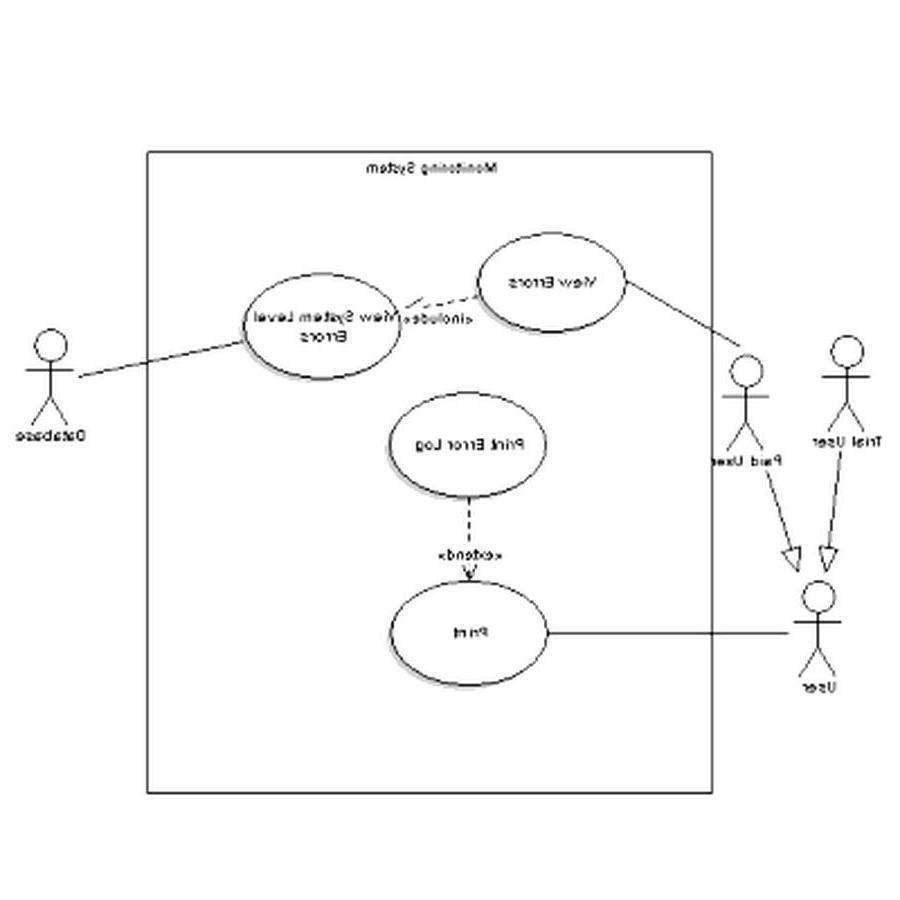 Monitoring System
View Errors
View System Level
Errors
«include»
Print Error Log
«extend»
Print
Database
Paid User
Trial User
User